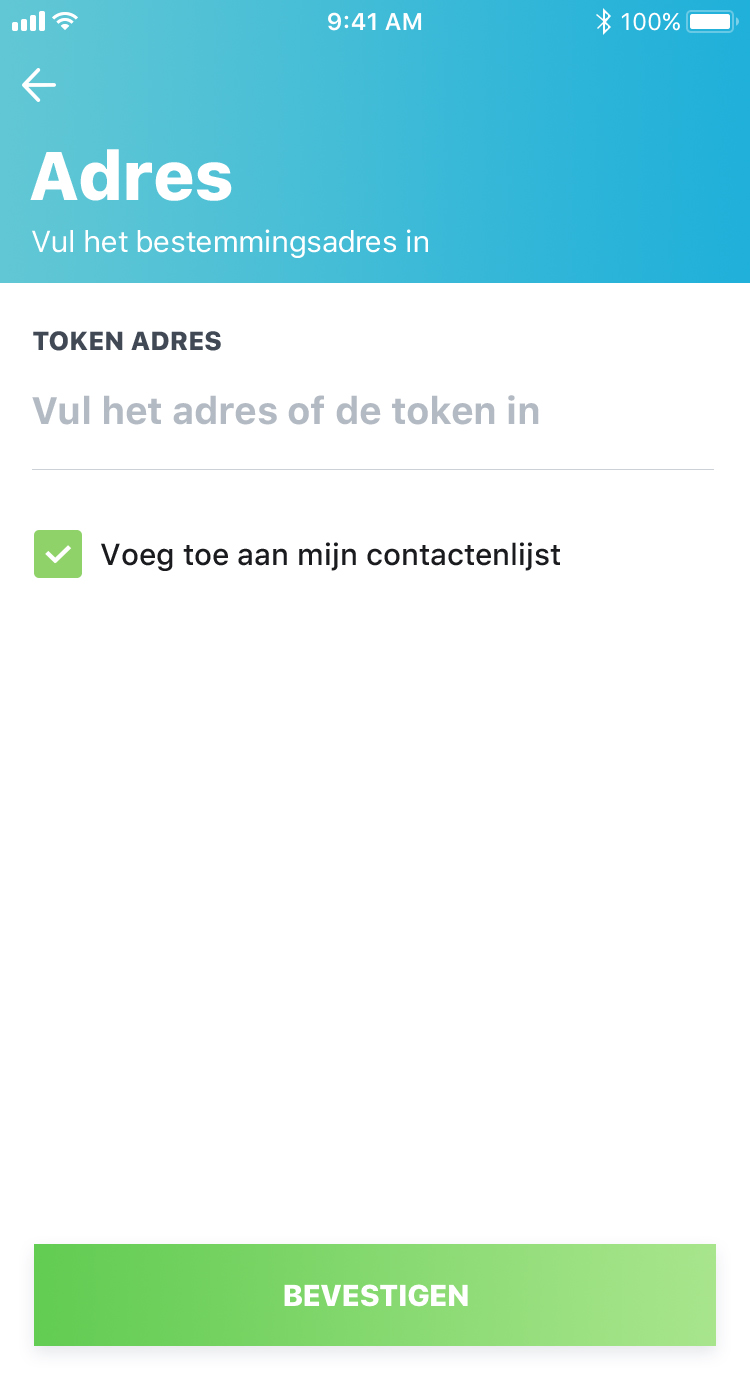 9:41 AM
100%
Adres
Vul het bestemmingsadres in
TOKEN ADRES
Vul het adres of de token in
Voeg toe aan mijn contactenlijst
BEVESTIGEN